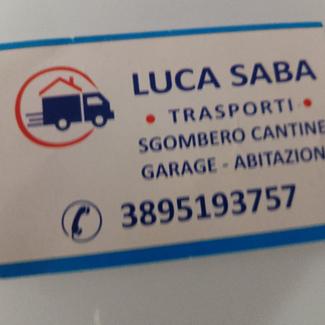 LUCA SABA
• TRASPORTI •
SGOMBERO CANTINE
GARAGE - ABITAZION
3895193757